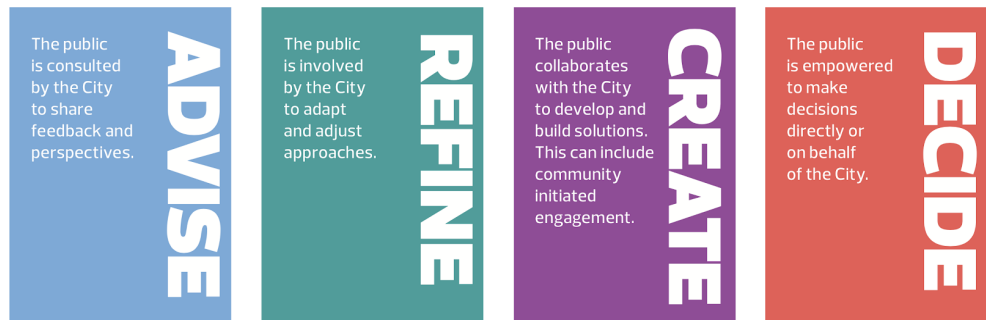 The public
is consulted
by the City
to share
feedback and
perspectives.
ADVISE
The public
is involved
by the City
to adapt
and adjust
approaches.
REFINE
The public
collaborates
with the City
to develop and
build solutions.
This can include
community
initiated
engagement.
CREATE
The public
is empowered
to make
decisions
directly or
on behalf
of the City.
DECIDE